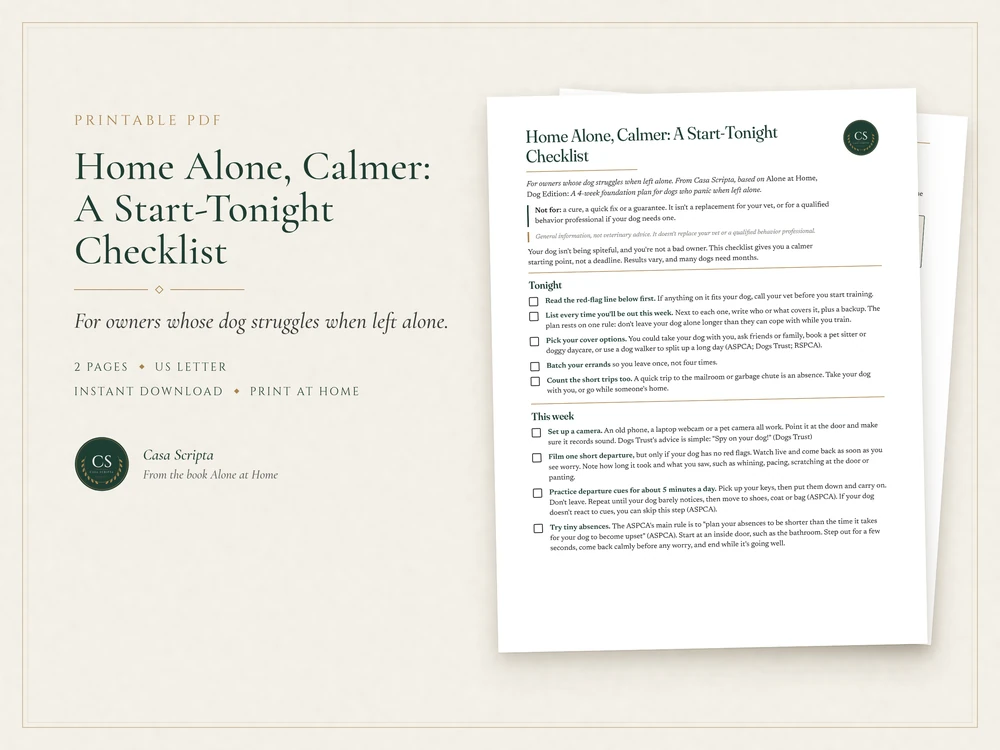 PRINTABLE PDF
Home Alone, Calmer:
A Start-Tonight
Checklist
For owners whose dog struggles when left alone.
2 PAGES ◆ US LETTER
INSTANT DOWNLOAD ◆ PRINT AT HOME
CS
Casa Scripta
From the book Alone at Home
Home Alone, Calmer: A Start-Tonight
Checklist
CS
For owners whose dog struggles when left alone. From Casa Scripta, based on Alone at Home,
Dog Edition: A 4-week foundation plan for dogs who panic when left alone.
Not for: a cure, a quick fix or a guarantee. It isn't a replacement for your vet, or for a qualified
behavior professional if your dog needs one.
General information, not veterinary advice. It doesn't replace your vet or a qualified behavior professional.
Your dog isn't being spiteful, and you're not a bad owner. This checklist gives you a calmer
starting point, not a deadline. Results vary, and many dogs need months.
Tonight
Read the red-flag line below first. If anything on it fits your dog, call your vet before you start training.
List every time you'll be out this week. Next to each one, write who or what covers it, plus a backup. The
plan rests on one rule: don't leave your dog alone longer than they can cope with while you train.
Pick your cover options. You could take your dog with you, ask friends or family, book a pet sitter or
doggy daycare, or use a dog walker to split up a long day (ASPCA; Dogs Trust; RSPCA).
Batch your errands so you leave once, not four times.
Count the short trips too. A quick trip to the mailroom or garbage chute is an absence. Take your dog
with you, or go while someone's home.
This week
Set up a camera. An old phone, a laptop webcam or a pet camera all work. Point it at the door and make
sure it records sound. Dogs Trust's advice is simple: "Spy on your dog!" (Dogs Trust)
Film one short departure, but only if your dog has no red flags. Watch live and come back as soon as you
see worry. Note how long it took and what you saw, such as whining, pacing, scratching at the door or
panting.
Practice departure cues for about 5 minutes a day. Pick up your keys, then put them down and carry on.
Don't leave. Repeat until your dog barely notices, then move to shoes, coat or bag (ASPCA). If your dog
doesn't react to cues, you can skip this step (ASPCA).
Try tiny absences. The ASPCA's main rule is to "plan your absences to be shorter than the time it takes
for your dog to become upset" (ASPCA). Start at an inside door, such as the bathroom. Step out for a few
seconds, come back calmly before any worry, and end while it's going well.